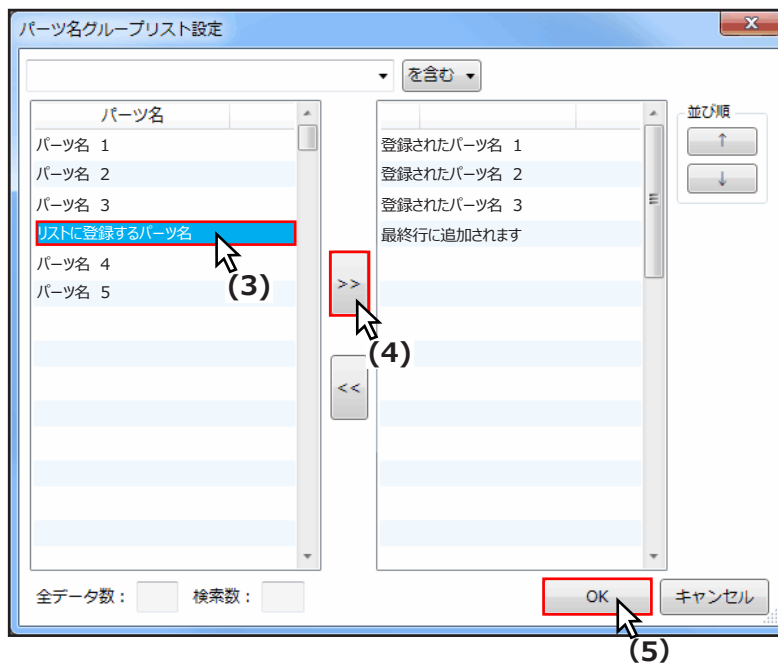 パーツ名グループリスト設定
を含む
パーツ名
並び順
パーツ名 1
登録されたパーツ名 1
↑
パーツ名 2
登録されたパーツ名 2
↓
パーツ名 3
登録されたパーツ名 3
リストに登録するパーツ名
最終行に追加されます
パーツ名 4
(3)
>>
パーツ名 5
(4)
<<
全データ数：
検索数：
OK
キャンセル
(5)